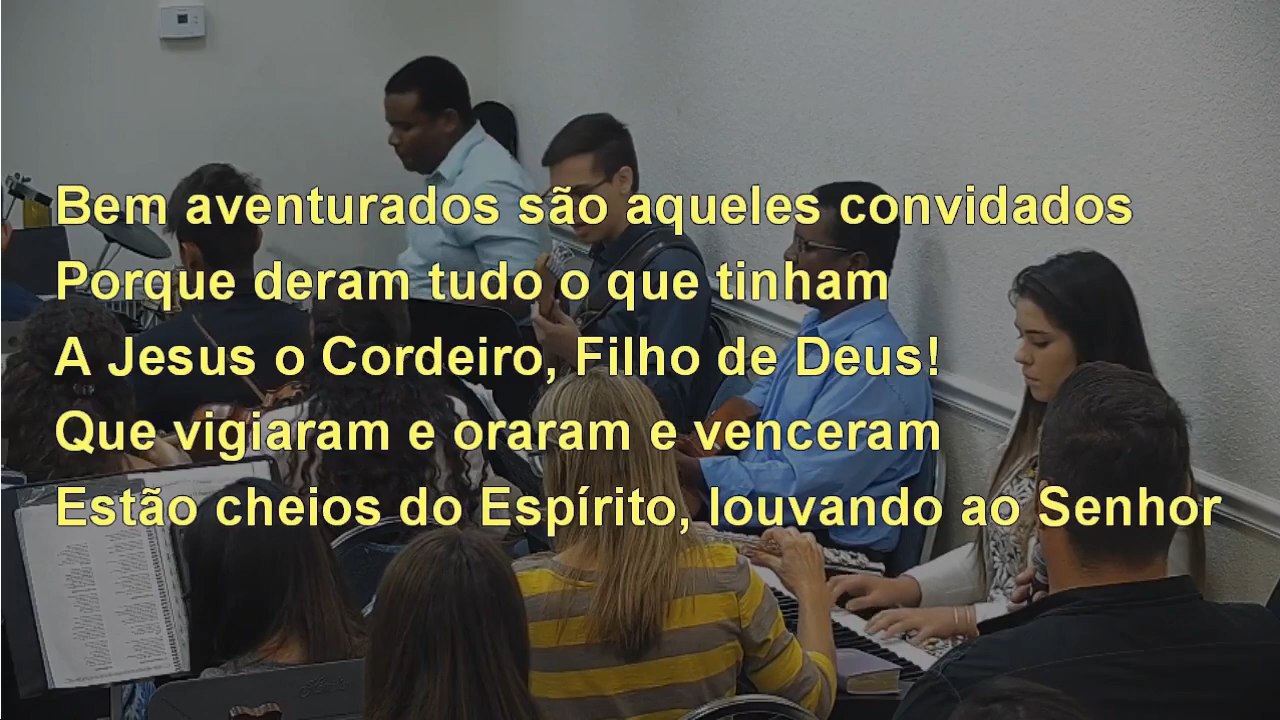 Bem aventurados são aqueles convidados
Porque deram tudo o que tinham
A Jesus o Cordeiro, Filho de Deus!
Que vigiaram e oraram e venceram
Estão cheios do Espírito, louvando ao Senhor